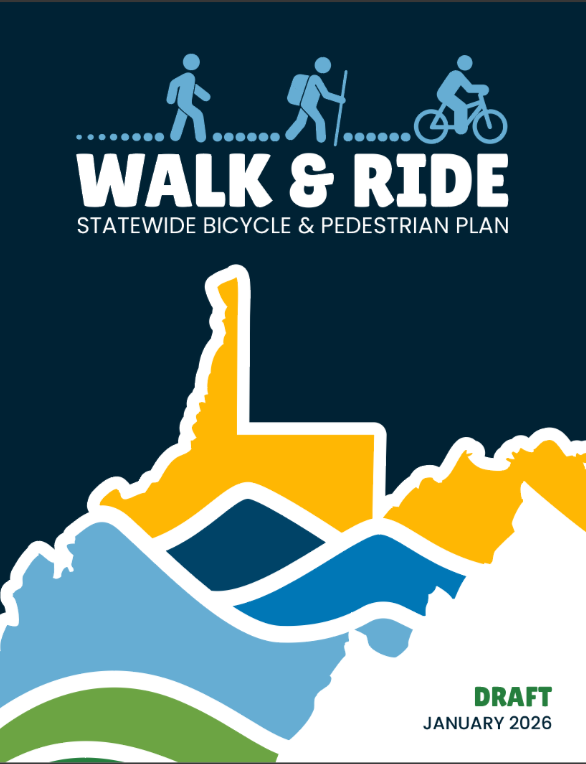 WALK & RIDE
STATEWIDE BICYCLE & PEDESTRIAN PLAN
DRAFT
JANUARY 2026